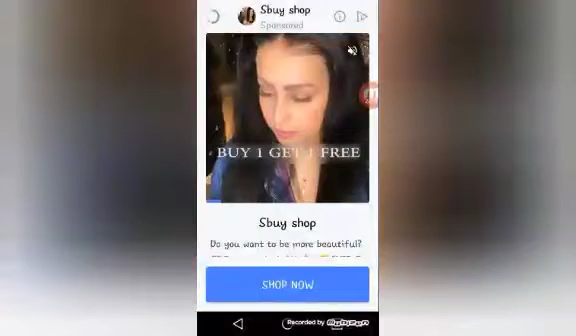 Sbuy shop
Sponsored
BUY 1 GET 1 FREE
Sbuy shop
Do you want to be more beautiful?
SHOP NOW
Recorded by